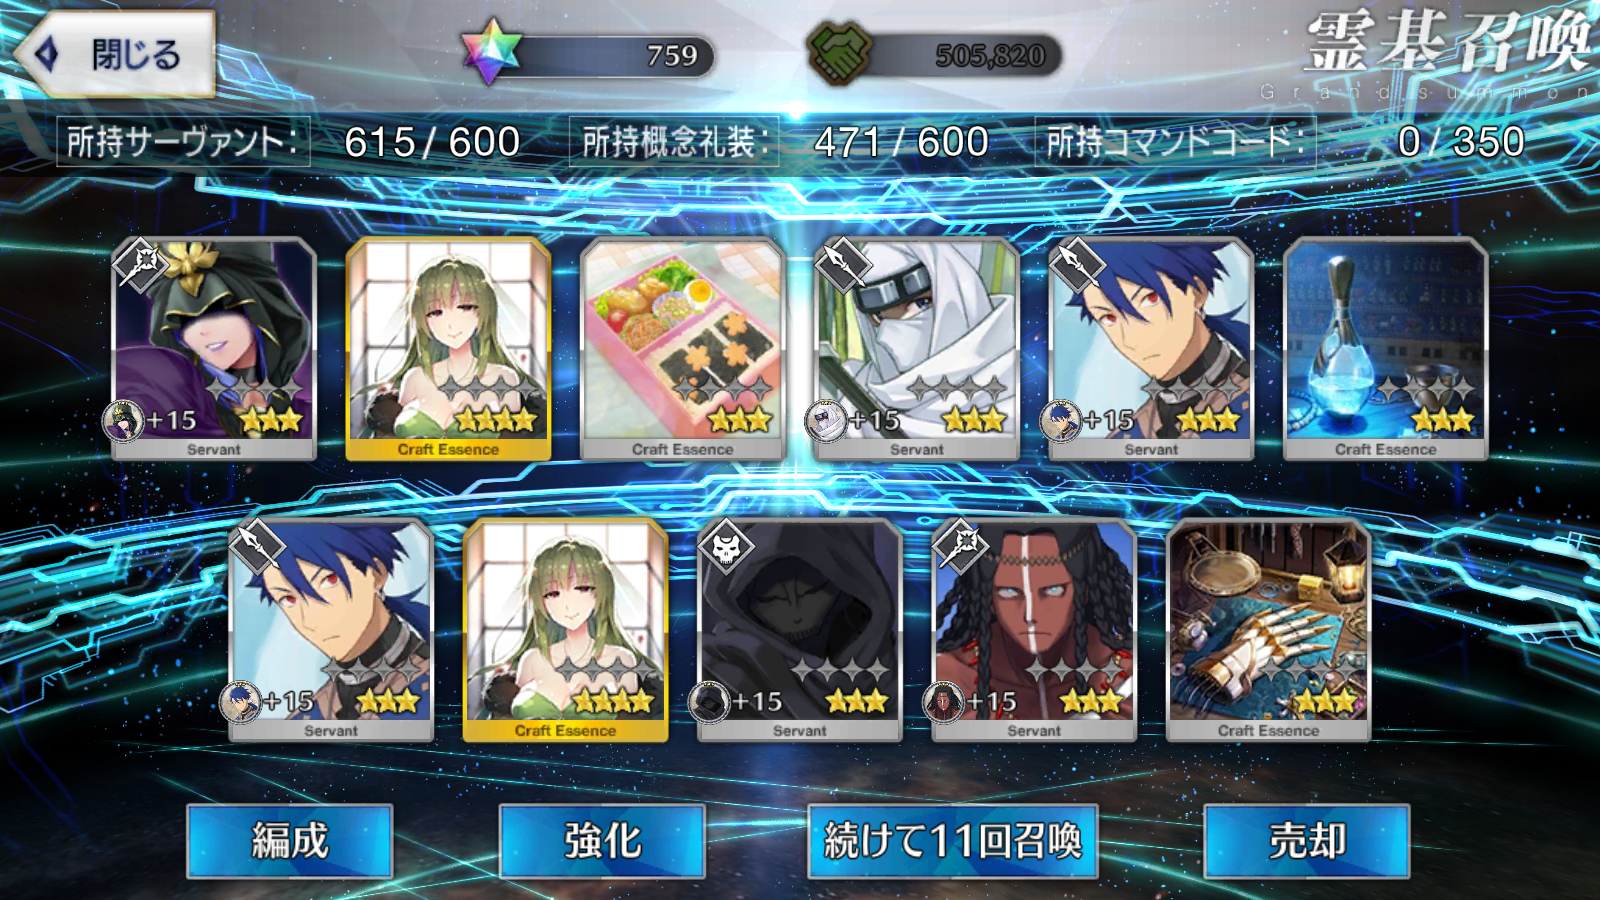 閉じる
759
505,820
霊基召喚
Grand summon
所持サーヴァント: 615 / 600
所持概念礼装: 471 / 600
所持コマンドコード: 0 / 350
+15
+15
+15
Servant
Craft Essence
Craft Essence
Servant
Servant
Craft Essence
+15
+15
+15
Servant
Craft Essence
Servant
Servant
Craft Essence
編成
強化
続けて11回召喚
売却